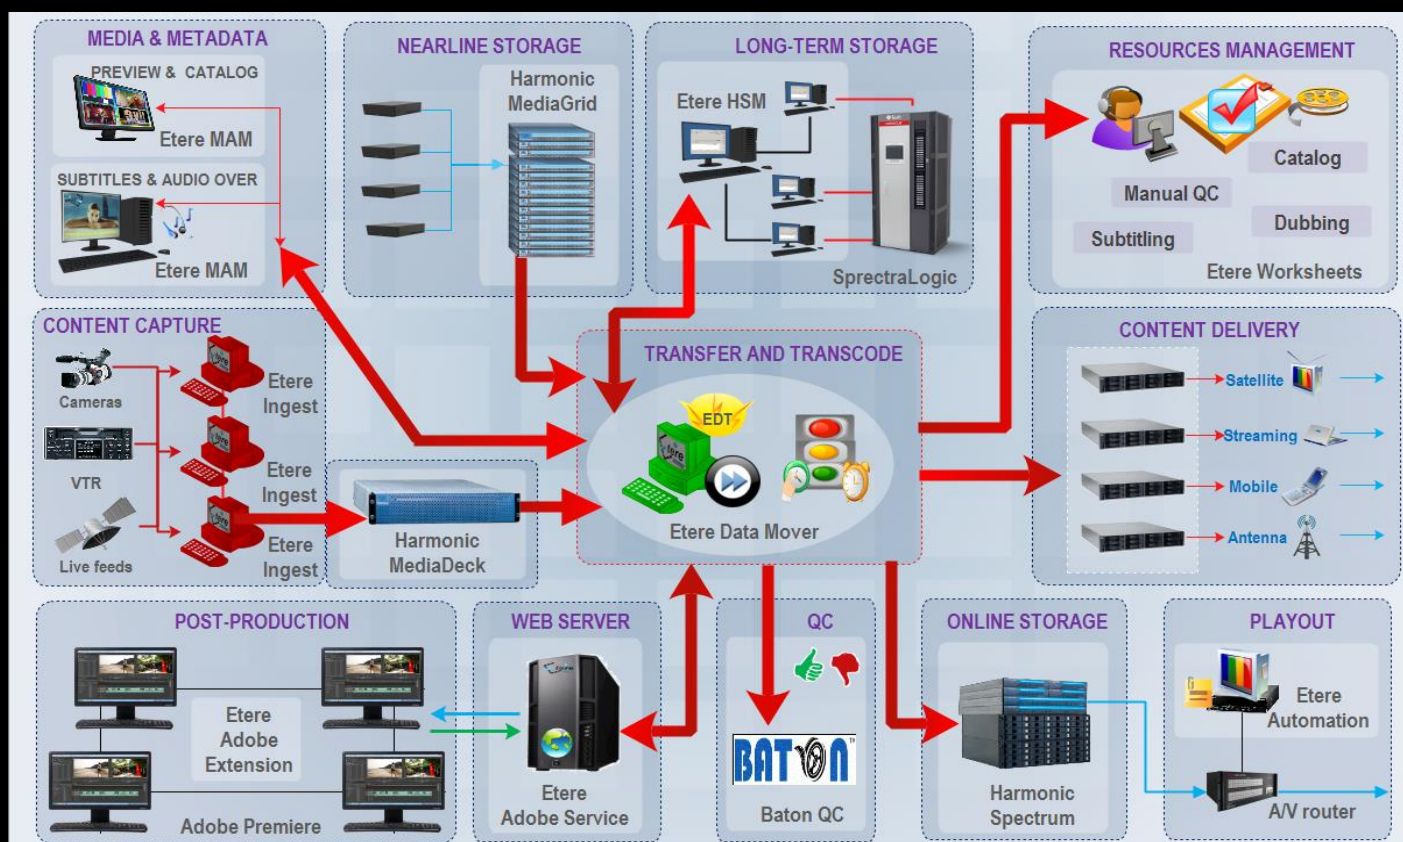 MEDIA & METADATA
PREVIEW & CATALOG
Etere MAM
SUBTITLES & AUDIO OVER
Etere MAM
NEARLINE STORAGE
Harmonic
MediaGrid
LONG-TERM STORAGE
Etere HSM
SprectraLogic
RESOURCES MANAGEMENT
Catalog
Manual QC
Dubbing
Subtitling
Etere Worksheets
CONTENT CAPTURE
Cameras
VTR
Live feeds
Etere
Ingest
Etere
Ingest
Etere
Ingest
Harmonic
MediaDeck
TRANSFER AND TRANSCODE
EDT
Etere Data Mover
CONTENT DELIVERY
Satellite
Streaming
Mobile
Antenna
POST-PRODUCTION
Etere
Adobe
Extension
Adobe Premiere
WEB SERVER
Etere
Adobe Service
QC
BATON™
Baton QC
ONLINE STORAGE
Harmonic
Spectrum
PLAYOUT
Etere
Automation
A/V router